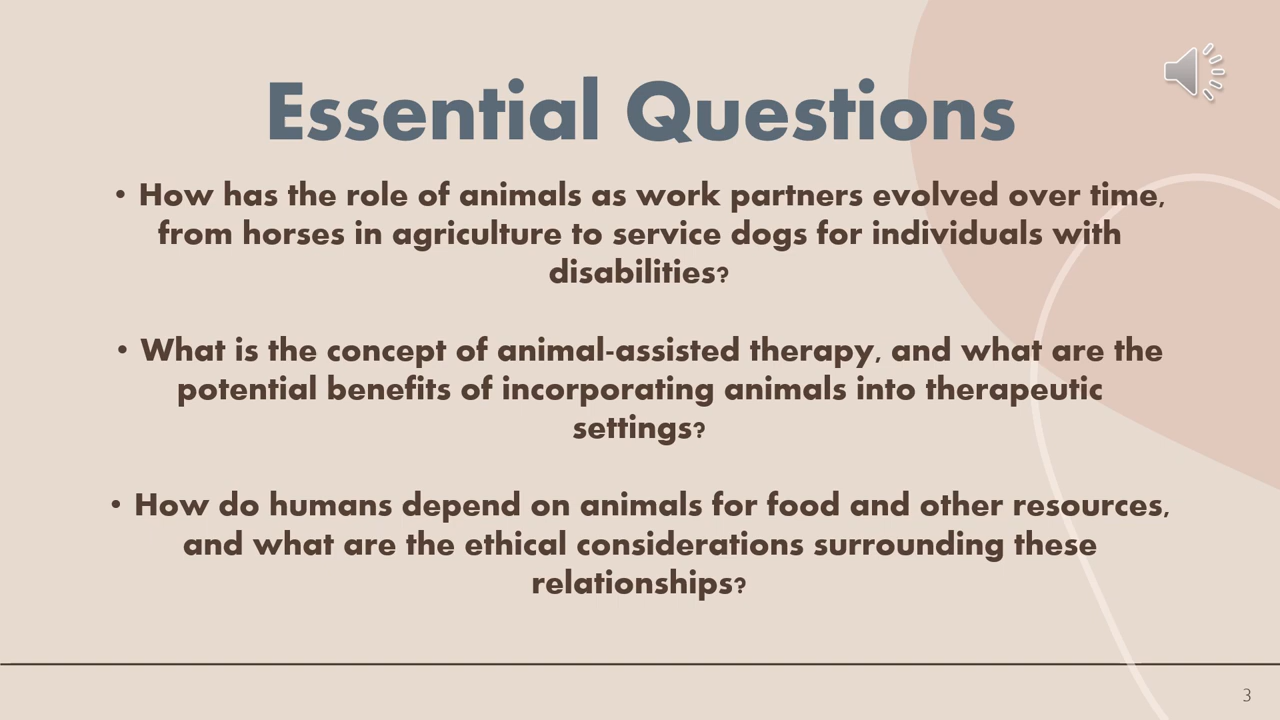 Essential Questions
• How has the role of animals as work partners evolved over time,
from horses in agriculture to service dogs for individuals with
disabilities?
• What is the concept of animal-assisted therapy, and what are the
potential benefits of incorporating animals into therapeutic
settings?
• How do humans depend on animals for food and other resources,
and what are the ethical considerations surrounding these
relationships?
3